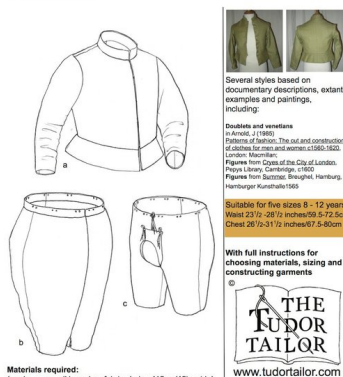 a
b
c
Materials required:
Several styles based on
documentary descriptions, extant
examples and paintings,
including:
Doublets and venetians
in Arnold, J (1985)
Patterns of fashion: The cut and construction
of clothes for men and women c1560-1620,
London: Macmillan;
Figures from Cryes of the City of London,
Pepys Library, Cambridge, c1600
Figures from Summer, Breughel, Hamburg,
Hamburger Kunsthalle1565
Suitable for five sizes 8 - 12 years
Waist 23½ -28½ inches/59.5-72.5c
Chest 26½-31½ inches/67.5-80cm
With full instructions for
choosing materials, sizing and
constructing garments
©
THE
TUDOR
TAILOR
www.tudortailor.com